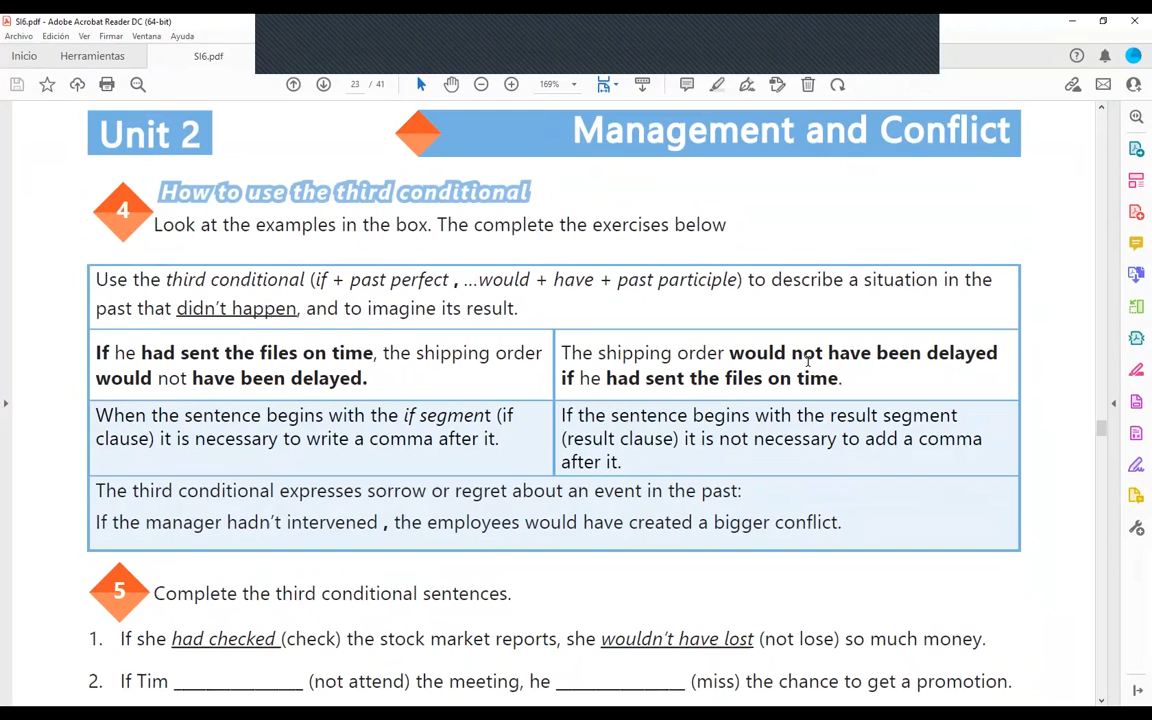 SI6.pdf - Adobe Acrobat Reader DC (64-bit)
Archivo Edición Ver Firmar Ventana Ayuda
Inicio Herramientas SI6.pdf
23 / 41 169%
Unit 2 Management and Conflict
How to use the third conditional
4
Look at the examples in the box. The complete the exercises below
Use the third conditional (if + past perfect , ...would + have + past participle) to describe a situation in the
past that didn't happen, and to imagine its result.
If he had sent the files on time, the shipping order
would not have been delayed.
The shipping order would not have been delayed
if he had sent the files on time.
When the sentence begins with the if segment (if
clause) it is necessary to write a comma after it.
If the sentence begins with the result segment
(result clause) it is not necessary to add a comma
after it.
The third conditional expresses sorrow or regret about an event in the past:
If the manager hadn't intervened , the employees would have created a bigger conflict.
5 Complete the third conditional sentences.
1. If she had checked (check) the stock market reports, she wouldn't have lost (not lose) so much money.
2. If Tim ______________ (not attend) the meeting, he ______________ (miss) the chance to get a promotion.